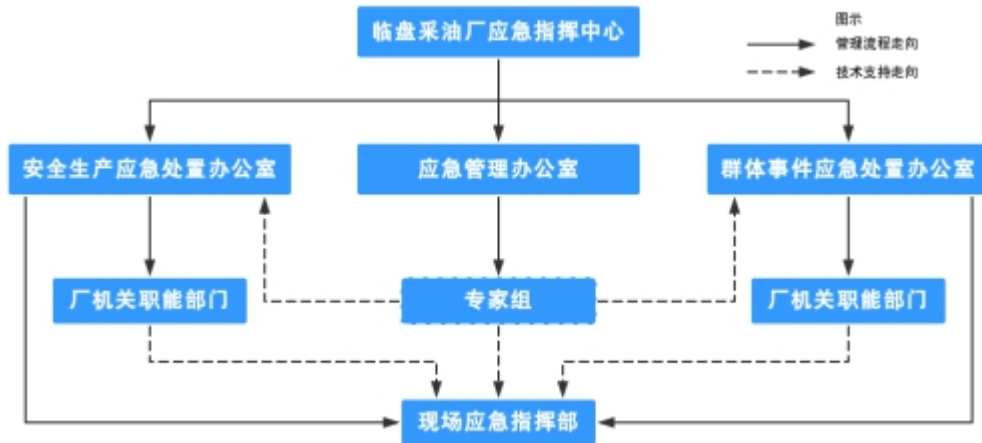 临盘采油厂应急指挥中心
图示
管理流程走向
技术支持走向
安全生产应急处置办公室
应急管理办公室
群体事件应急处置办公室
厂机关职能部门
专家组
厂机关职能部门
现场应急指挥部